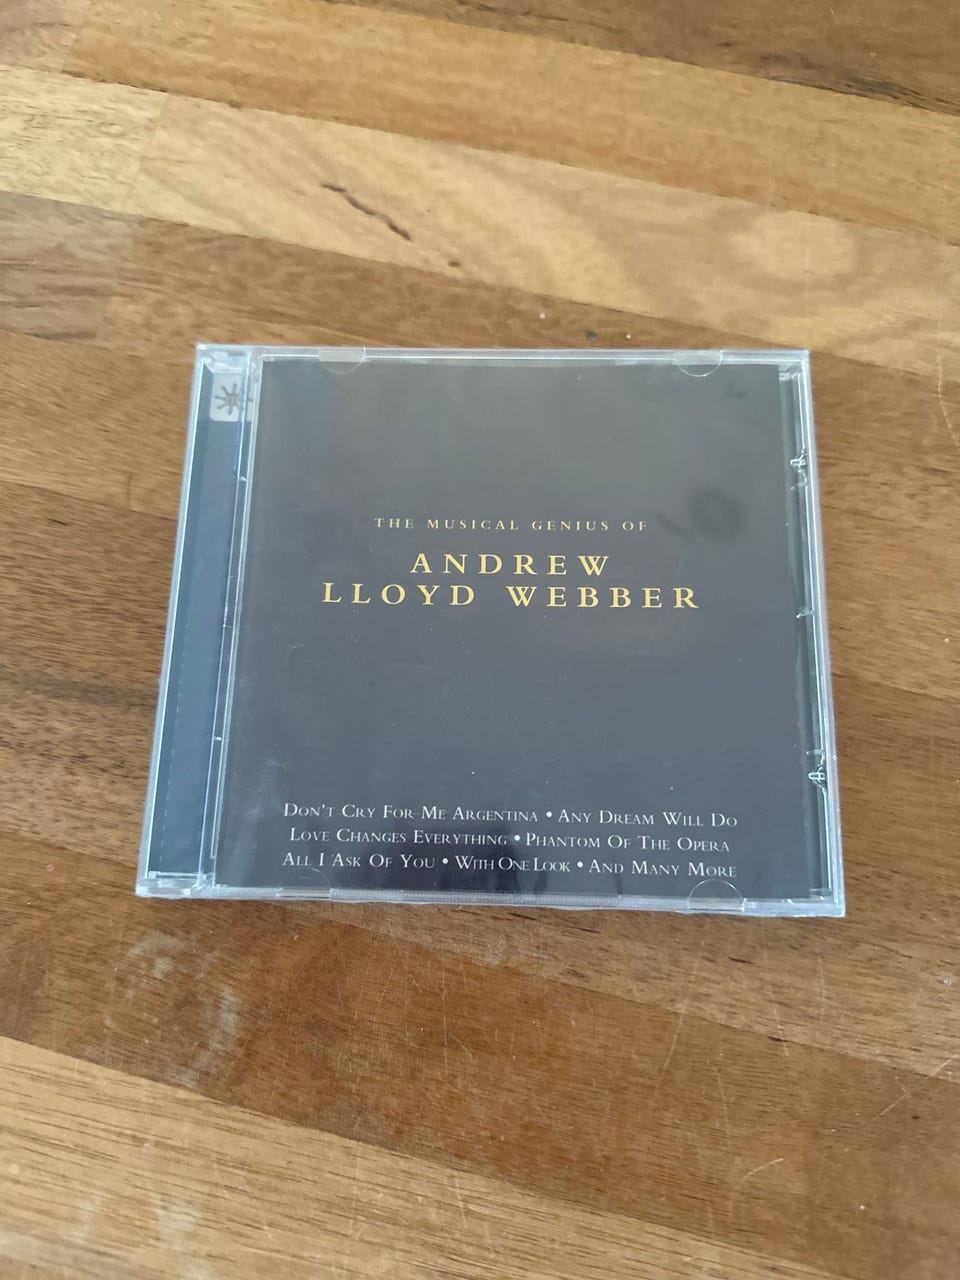 THE MUSICAL GENIUS OF
ANDREW
LLOYD WEBBER
DON'T CRY FOR ME ARGENTINA • ANY DREAM WILL DO
LOVE CHANGES EVERYTHING • PHANTOM OF THE OPERA
ALL I ASK OF YOU • WITH ONE LOOK • AND MANY MORE